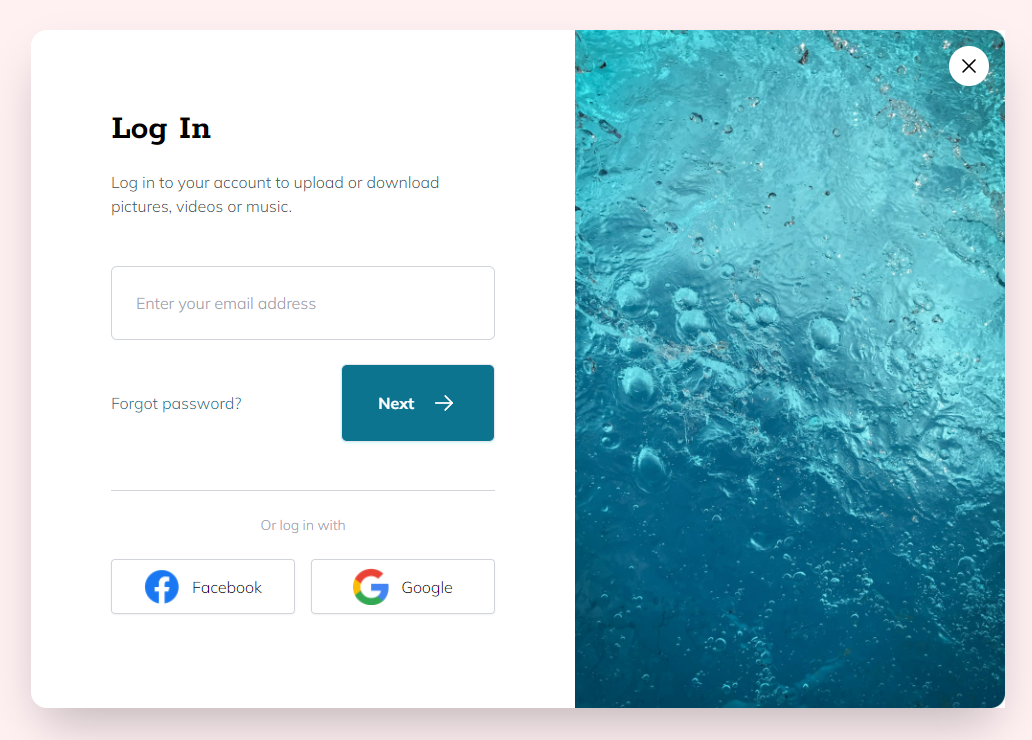 Log In
Log in to your account to upload or download
pictures, videos or music.
Enter your email address
Forgot password?
Next
Or log in with
Facebook
Google